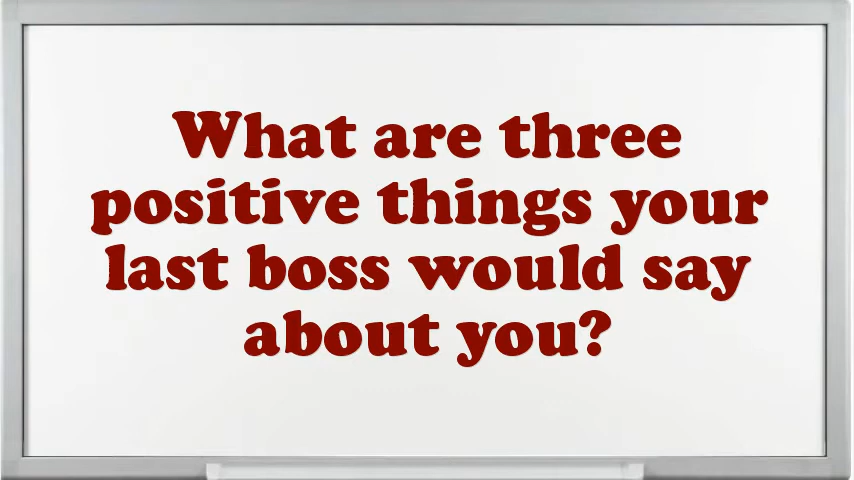 What are three
positive things your
last boss would say
about you?